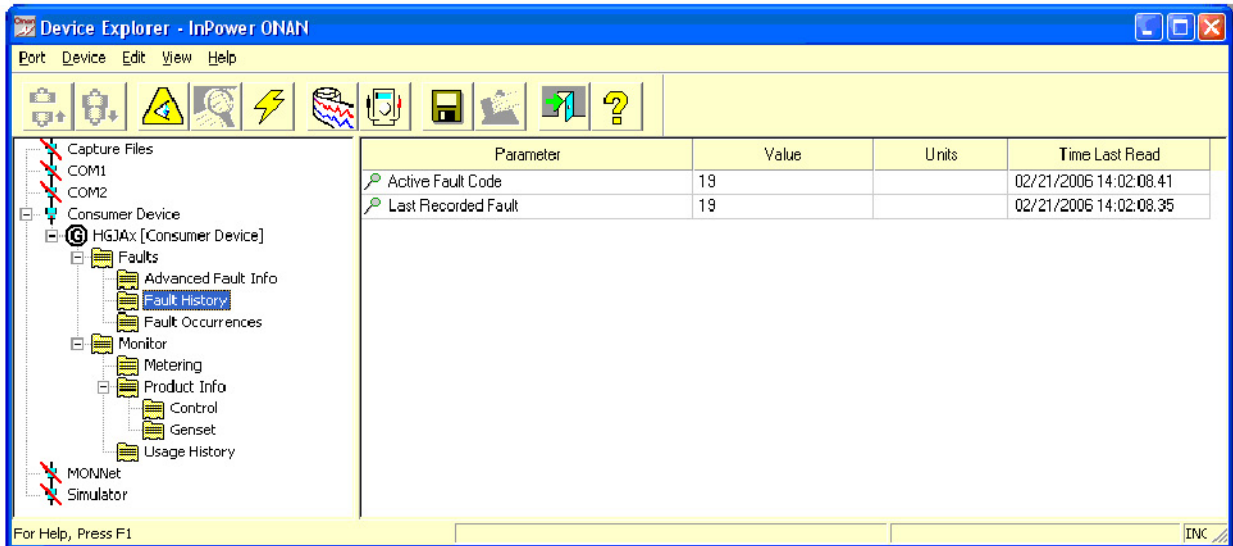 Device Explorer - InPower ONAN
Port Device Edit View Help
Capture Files
COM1
COM2
Consumer Device
HGJAx [Consumer Device]
Faults
Advanced Fault Info
Fault History
Fault Occurrences
Monitor
Metering
Product Info
Control
Genset
Usage History
MONNet
Simulator
Parameter Value Units Time Last Read
Active Fault Code 19 02/21/2006 14:02:08.41
Last Recorded Fault 19 02/21/2006 14:02:08.35
For Help, Press F1
INC